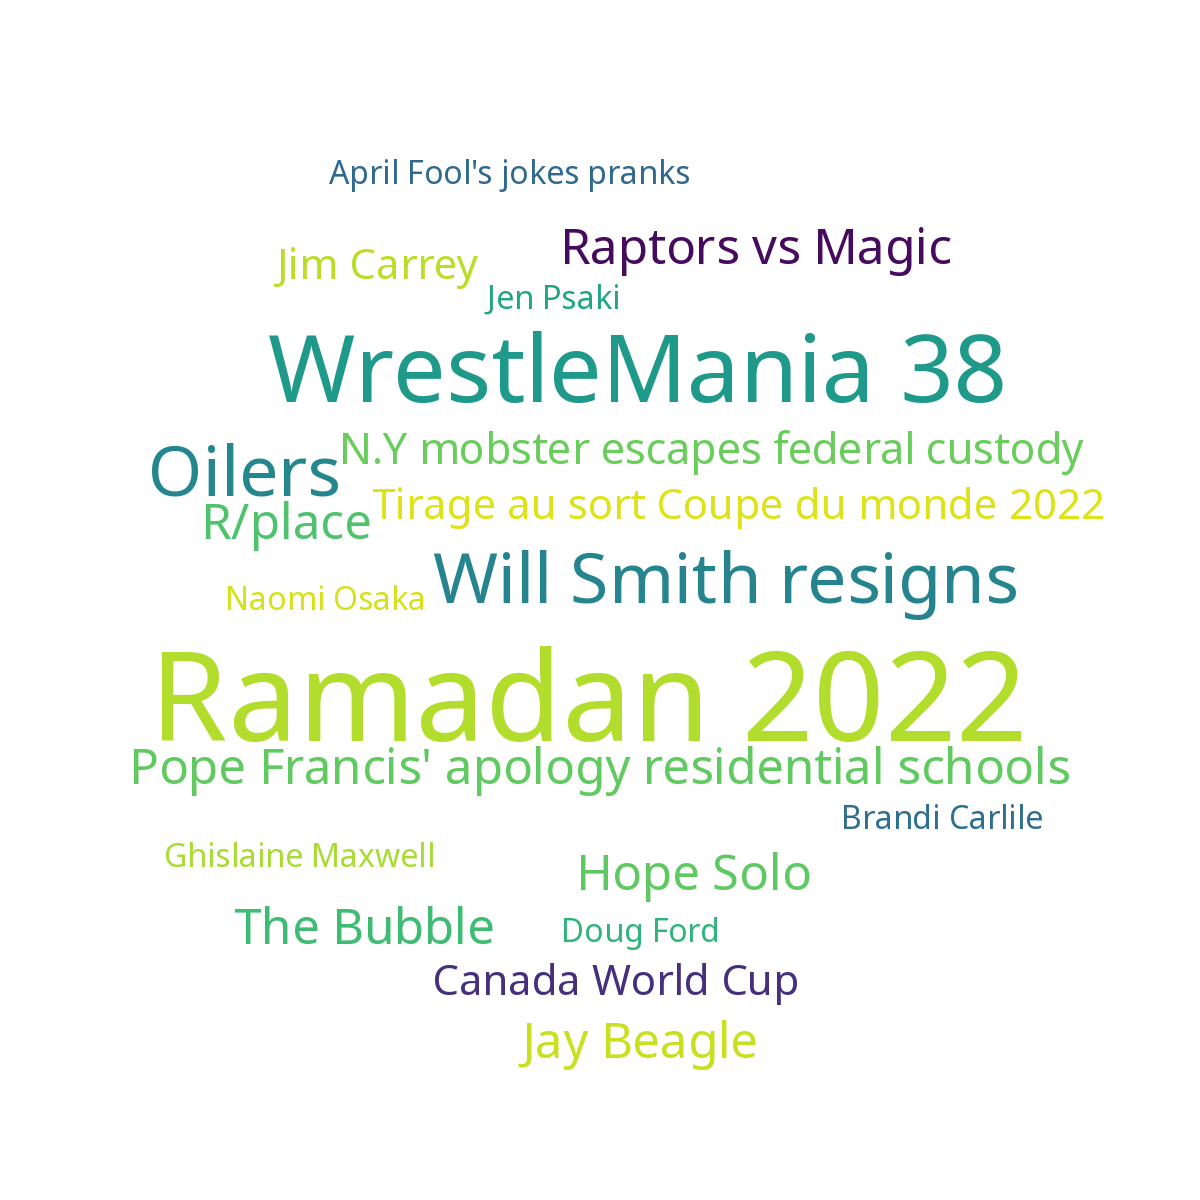 April Fool's jokes pranks
Raptors vs Magic
Jim Carrey
Jen Psaki
WrestleMania 38
N.Y mobster escapes federal custody
Oilers
Tirage au sort Coupe du monde 2022
R/place
Will Smith resigns
Naomi Osaka
Ramadan 2022
Pope Francis' apology residential schools
Brandi Carlile
Ghislaine Maxwell
Hope Solo
The Bubble
Doug Ford
Canada World Cup
Jay Beagle